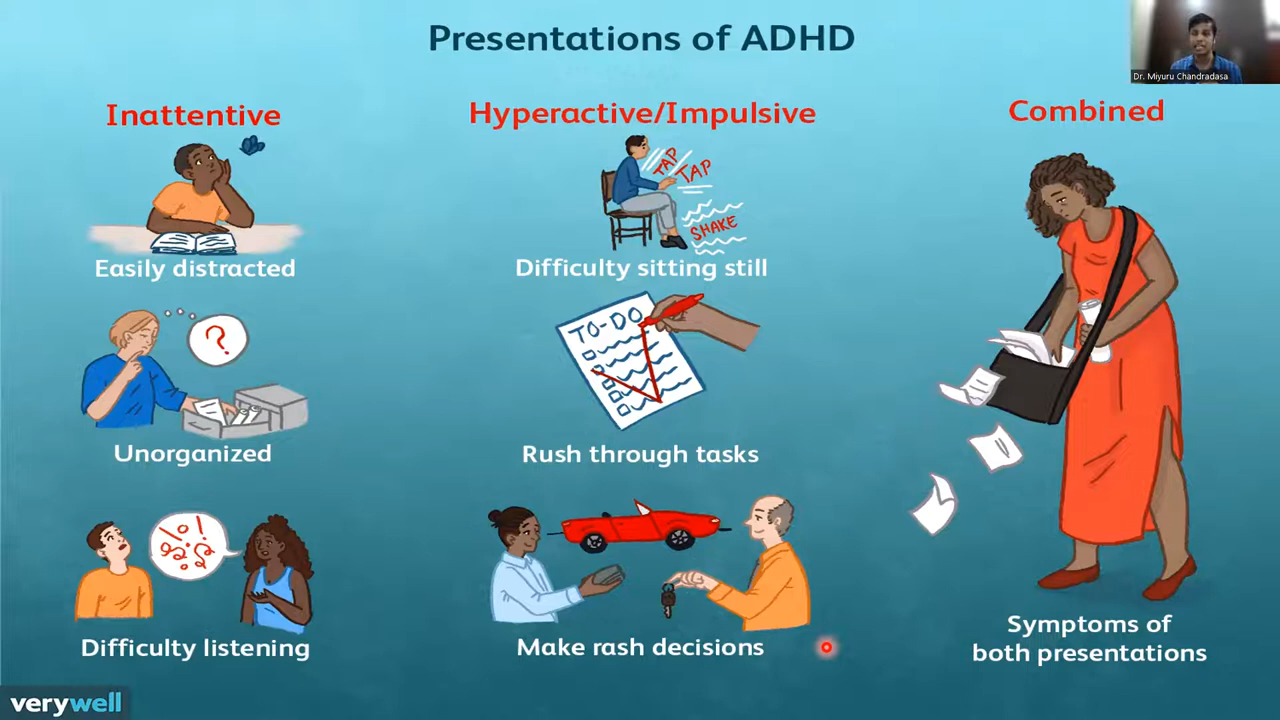 Presentations of ADHD
Dr. Miyuru Chandradasa
Inattentive
Easily distracted
?
Unorganized
Difficulty listening
Hyperactive/Impulsive
TAP
TAP
SHAKE
Difficulty sitting still
TO-DO
Rush through tasks
Make rash decisions
Combined
Symptoms of
both presentations
verywell